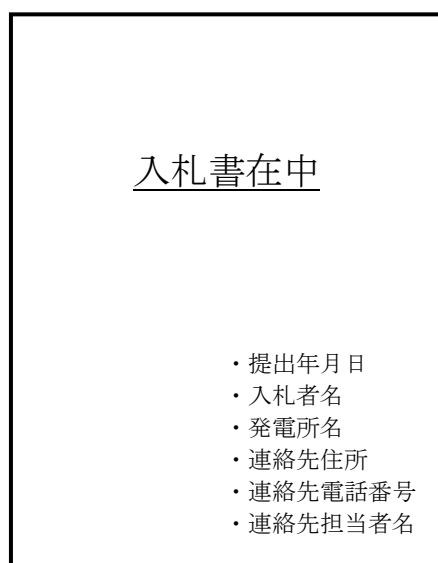 入札書在中
・提出年月日
・入札者名
・発電所名
・連絡先住所
・連絡先電話番号
・連絡先担当者名